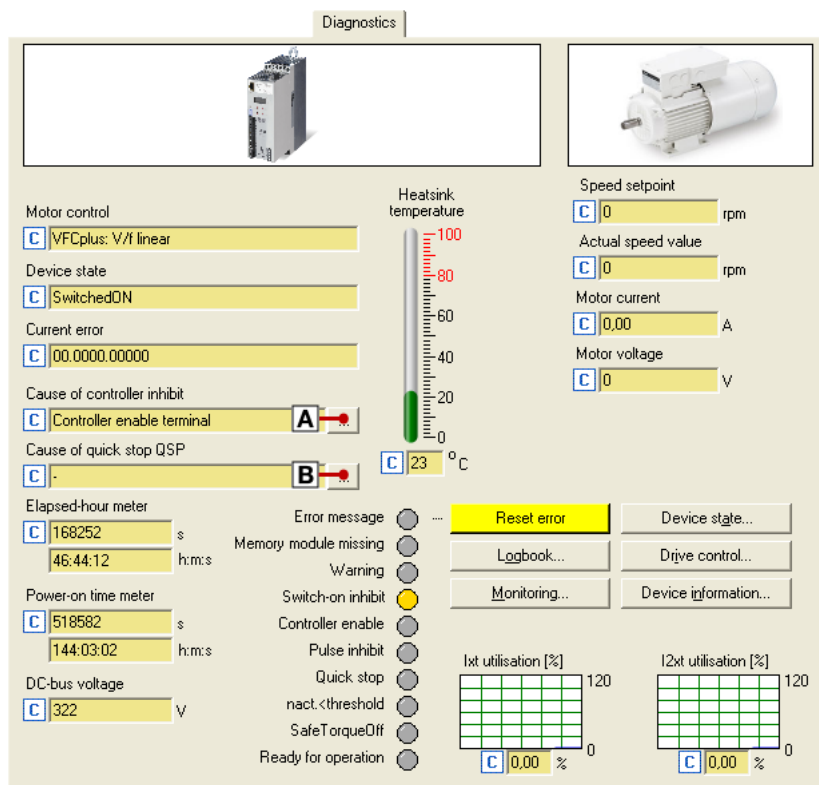 Diagnostics
Motor control
C VFCplus: V/f linear
Device state
C SwitchedON
Current error
C 00.0000.00000
Cause of controller inhibit
C Controller enable terminal A ...
Cause of quick stop QSP
C - B ...
Elapsed-hour meter
C 168252 s
46:44:12 h:m:s
Power-on time meter
C 518582 s
144:03:02 h:m:s
DC-bus voltage
C 322 V
Heatsink
temperature
100
80
60
40
20
0
C 23 °C
Speed setpoint
C 0 rpm
Actual speed value
C 0 rpm
Motor current
C 0,00 A
Motor voltage
C 0 V
Error message
Memory module missing
Warning
Switch-on inhibit
Controller enable
Pulse inhibit
Quick stop
nact.<threshold
SafeTorqueOff
Ready for operation
Reset error
Device state...
Logbook...
Drive control...
Monitoring...
Device information...
Ixt utilisation [%]
120
0
C 0,00 %
I2xt utilisation [%]
120
0
C 0,00 %